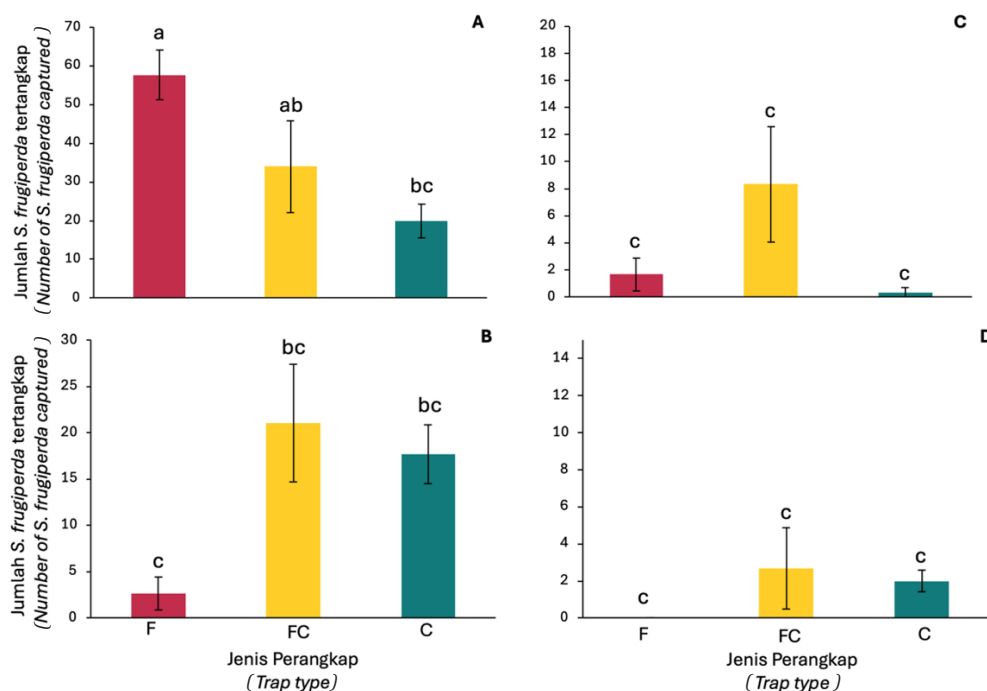 A
Jumlah S. frugiperda tertangkap
(Number of S. frugiperda captured)
70
60
50
40
30
20
10
0
a
ab
bc
C
20
18
16
14
12
10
8
6
4
2
0
c
c
c
B
Jumlah S. frugiperda tertangkap
(Number of S. frugiperda captured)
30
25
20
15
10
5
0
c
bc
bc
F
FC
C
Jenis Perangkap
(Trap type)
D
14
12
10
8
6
4
2
0
c
c
c
F
FC
C
Jenis Perangkap
(Trap type)